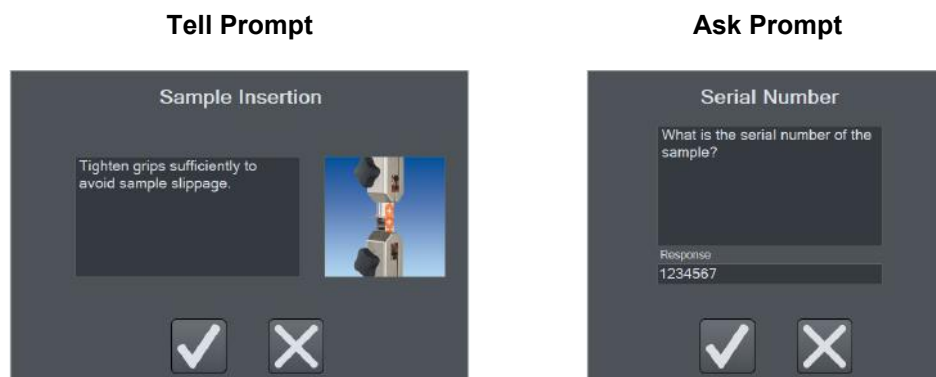 Tell Prompt
Ask Prompt
Sample Insertion
Tighten grips sufficiently to
avoid sample slippage.
Serial Number
What is the serial number of the
sample?
Response
1234567